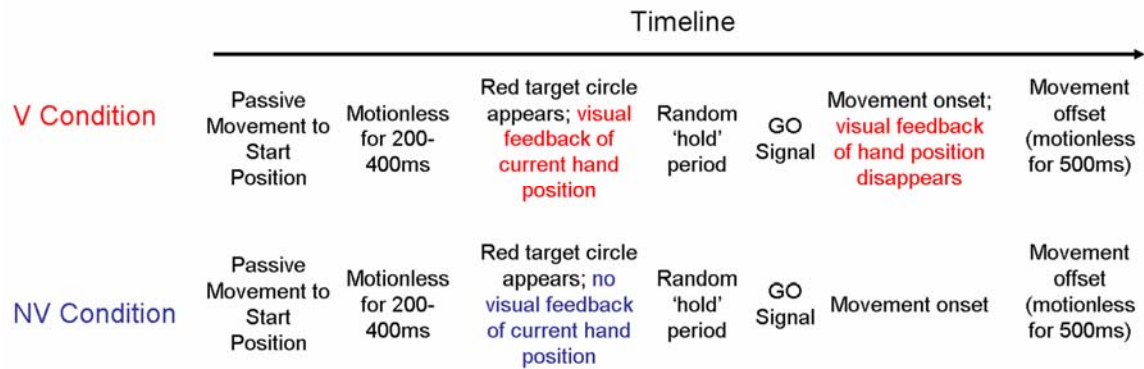 Timeline
V Condition
Passive
Movement to
Start
Position
Motionless
for 200-
400ms
Red target circle
appears; visual
feedback of
current hand
position
Random
‘hold’
period
GO
Signal
Movement onset;
visual feedback
of hand position
disappears
Movement
offset
(motionless
for 500ms)
NV Condition
Passive
Movement to
Start
Position
Motionless
for 200-
400ms
Red target circle
appears; no
visual feedback
of current hand
position
Random
‘hold’
period
GO
Signal
Movement onset
Movement
offset
(motionless
for 500ms)